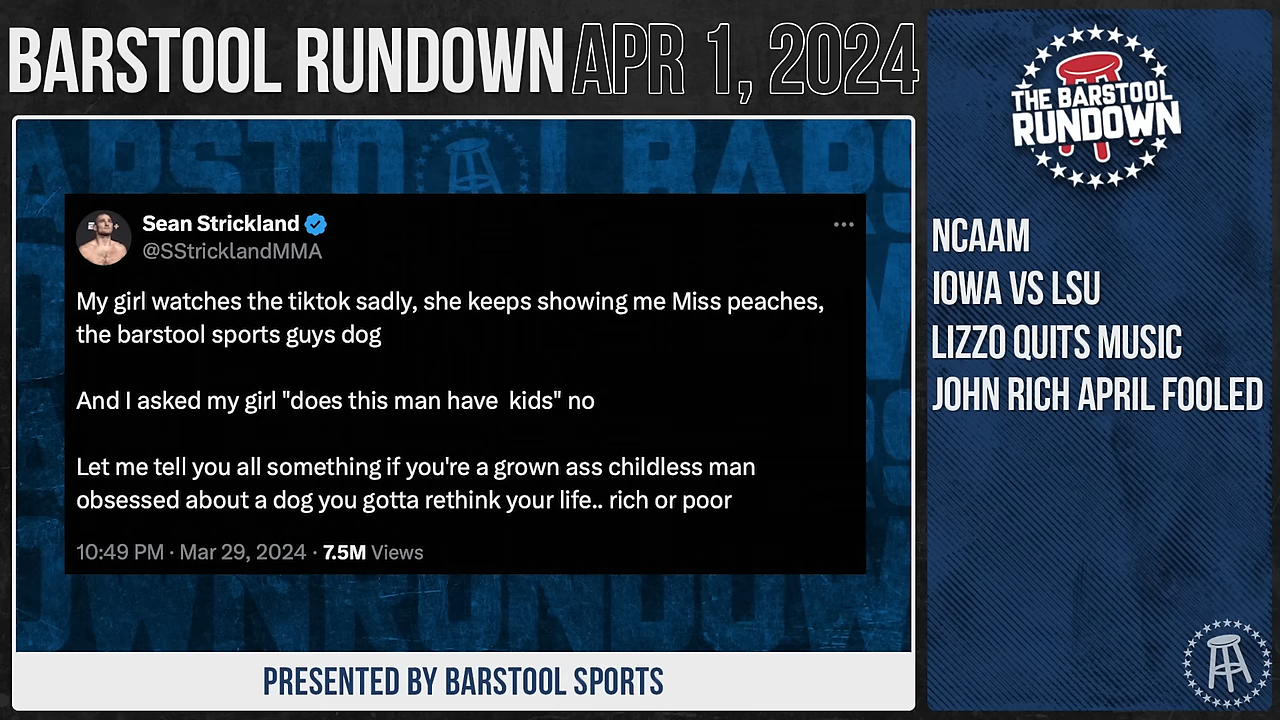 BARSTOOL RUNDOWN APR 1, 2024
THE BARSTOOL
RUNDOWN
Sean Strickland
@SStricklandMMA
My girl watches the tiktok sadly, she keeps showing me Miss peaches,
the barstool sports guys dog
And I asked my girl "does this man have  kids" no
Let me tell you all something if you're a grown ass childless man
obsessed about a dog you gotta rethink your life.. rich or poor
10:49 PM · Mar 29, 2024 · 7.5M Views
PRESENTED BY BARSTOOL SPORTS
NCAAM
IOWA VS LSU
LIZZO QUITS MUSIC
JOHN RICH APRIL FOOLED